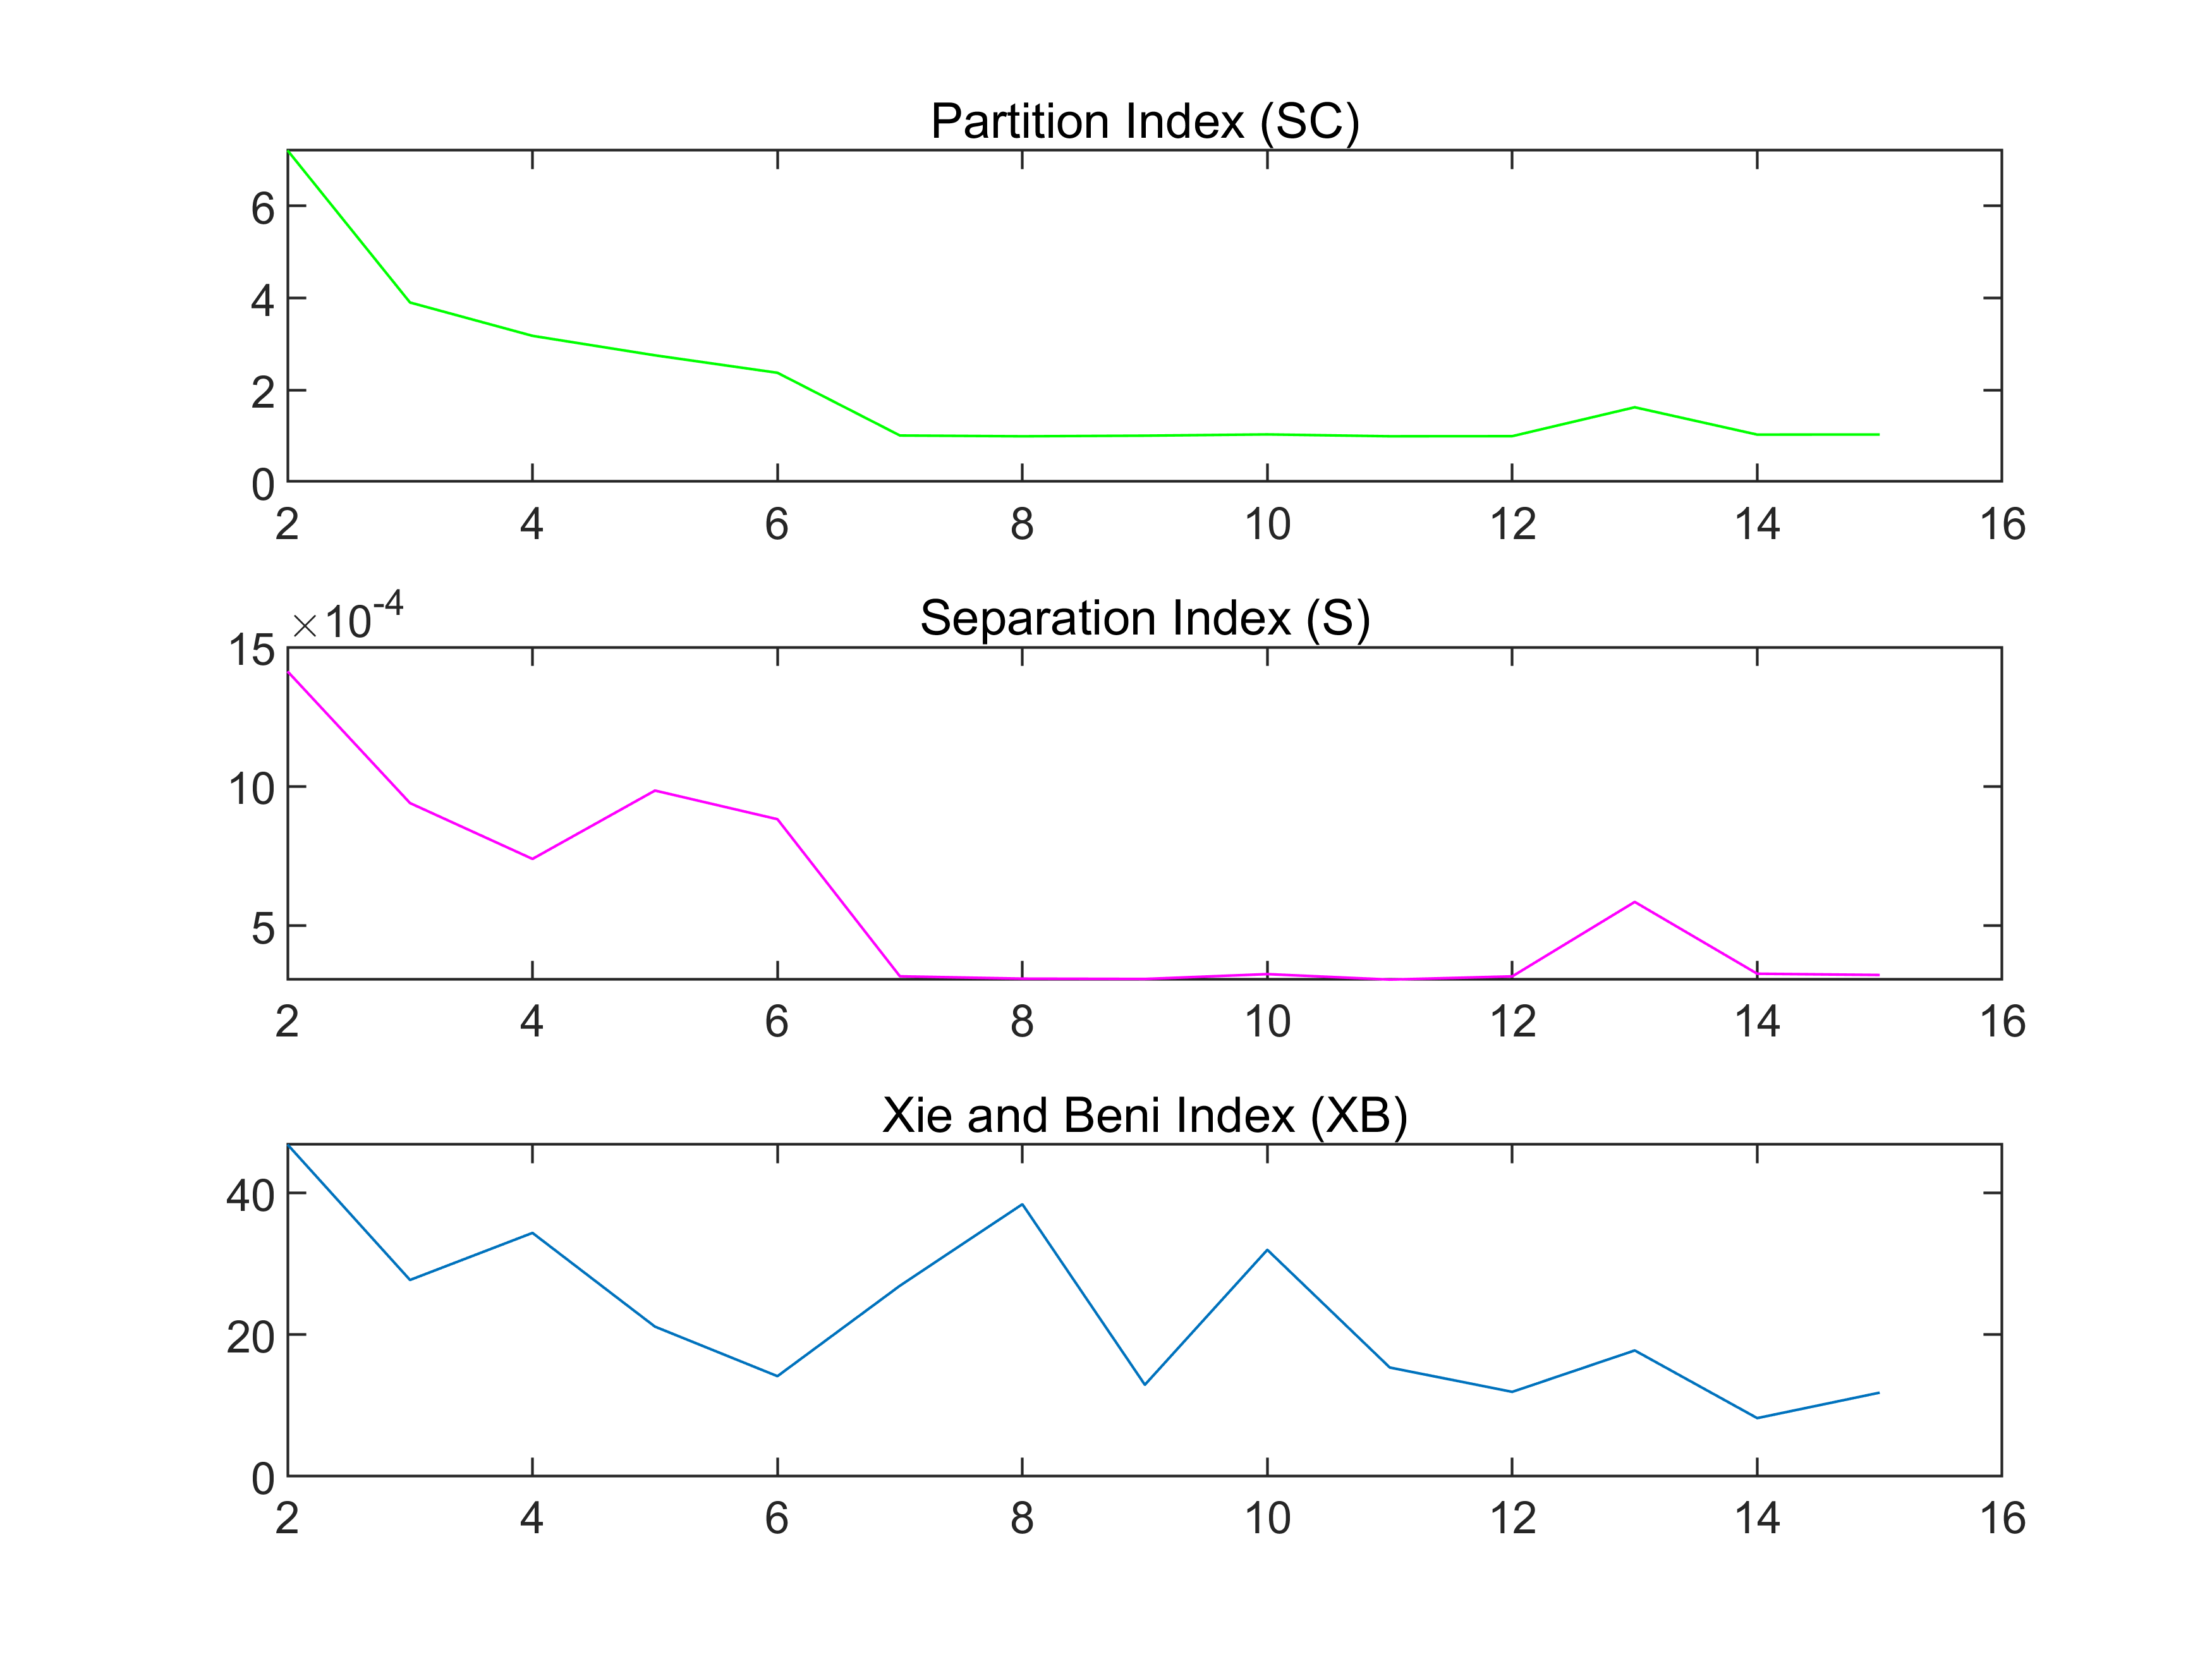 Partition Index (SC)
6
4
2
0
2 4 6 8 10 12 14 16
×10-4
Separation Index (S)
15
10
5
2 4 6 8 10 12 14 16
Xie and Beni Index (XB)
40
20
0
2 4 6 8 10 12 14 16